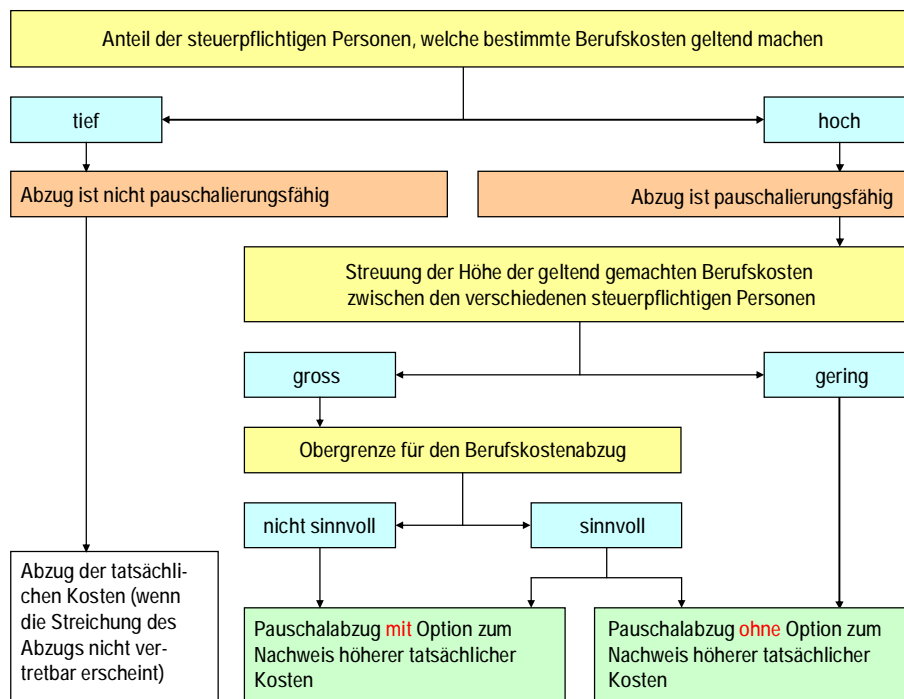 Anteil der steuerpflichtigen Personen, welche bestimmte Berufskosten geltend machen
tief
hoch
Abzug ist nicht pauschalierungsfähig
Abzug ist pauschalierungsfähig
Streuung der Höhe der geltend gemachten Berufskosten
zwischen den verschiedenen steuerpflichtigen Personen
gross
gering
Obergrenze für den Berufskostenabzug
nicht sinnvoll
sinnvoll
Abzug der tatsächli-
chen Kosten (wenn
die Streichung des
Abzugs nicht ver-
tretbar erscheint)
Pauschalabzug mit Option zum
Nachweis höherer tatsächlicher
Kosten
Pauschalabzug ohne Option zum
Nachweis höherer tatsächlicher
Kosten